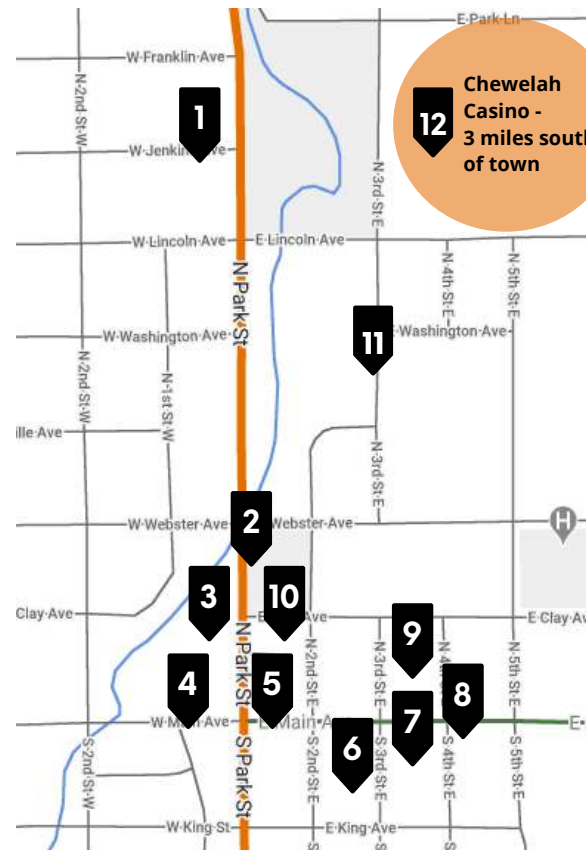 E Park Ln
W Franklin Ave
N 2nd St W
1
W Jenkin
12
Chewelah
Casino -
3 miles south
of town
N 3rd St E
W Lincoln Ave
E Lincoln Ave
N 4th St E
N 5th St E
N Park St
W Washington Ave
11
Washington Ave
N 2nd St W
N 1st St W
ille Ave
N 3rd St E
W Webster Ave
2
Webster Ave
H
Clay Ave
3
10
E
Ave
E Clay Av
9
N Park St
N 2nd St E
N 3rd St E
N 4th
N 5th St E
4
5
8
7
W M
Ave
E Main A
E
6
S 2nd St W
S Park St
S 2nd St E
S 3rd St E
S 4th St E
S 5th St E
W King St
E King Ave
S
S
S